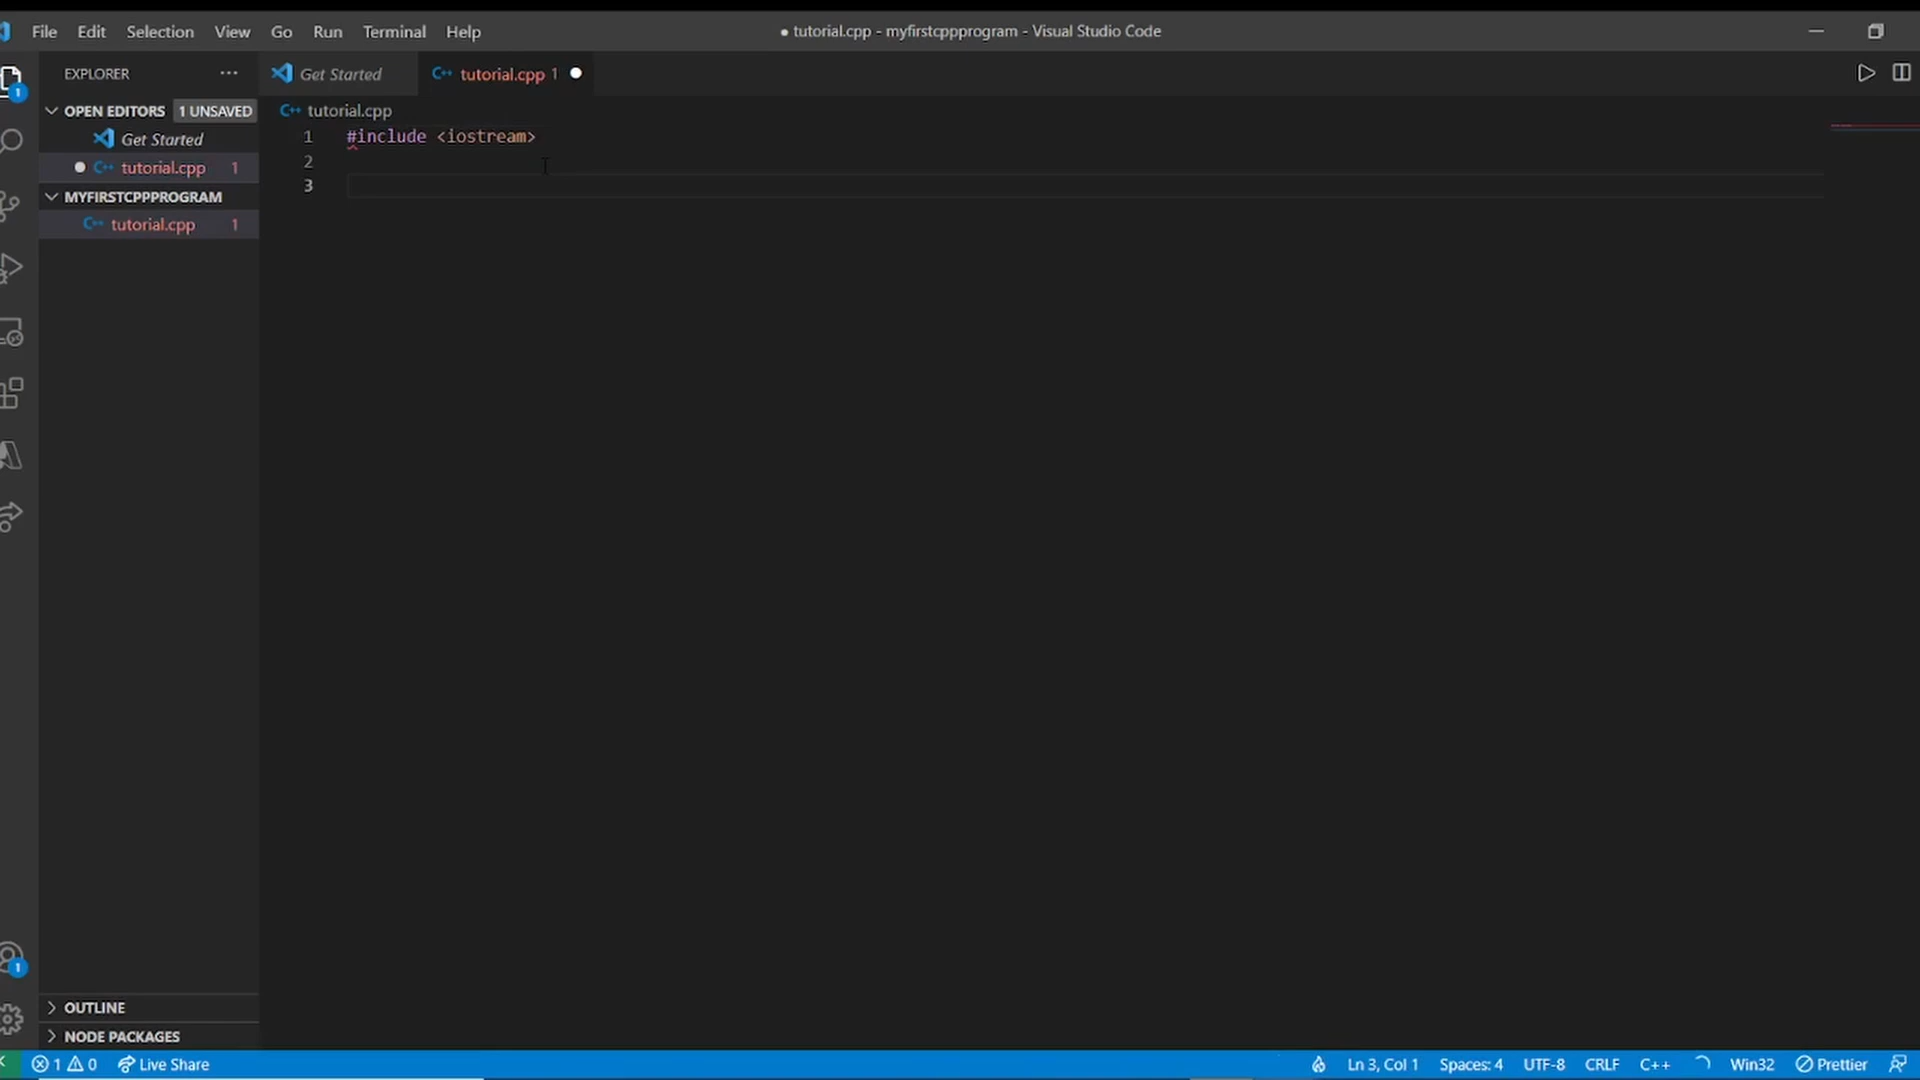 File Edit Selection View Go Run Terminal Help
● tutorial.cpp - myfirstcppprogram - Visual Studio Code
EXPLORER ···
Get Started
C++ tutorial.cpp 1
OPEN EDITORS 1 UNSAVED
Get Started
C++ tutorial.cpp 1
MYFIRSTCPPPROGRAM
C++ tutorial.cpp 1
1
C++ tutorial.cpp
1 #include <iostream>
2
3
1
OUTLINE
NODE PACKAGES
1 0 Live Share
Ln 3, Col 1 Spaces: 4 UTF-8 CRLF C++ Win32 Prettier